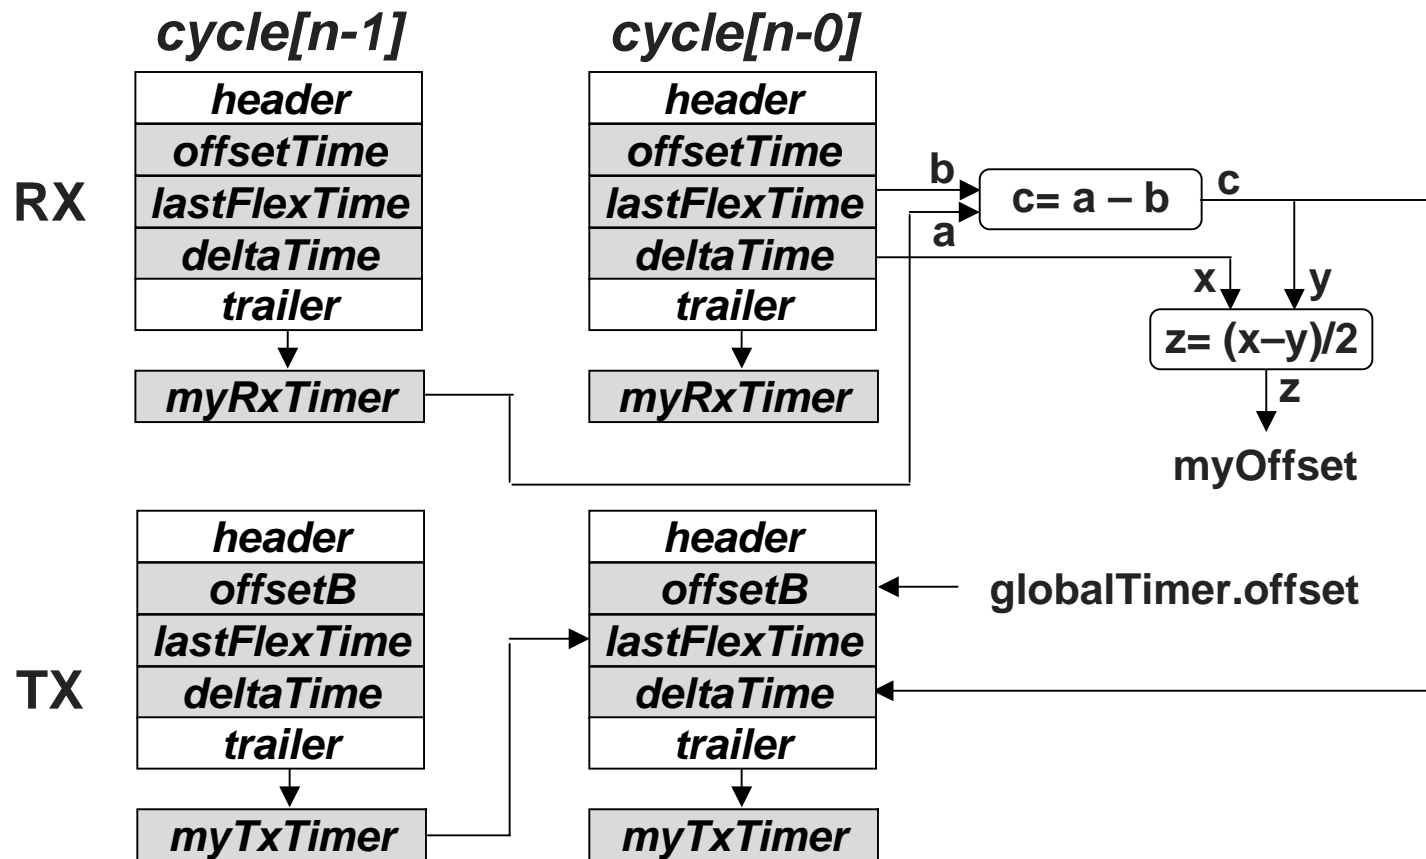 cycle[n-1] cycle[n-0]
header header
offsetTime offsetTime
RX lastFlexTime lastFlexTime b c= a – b c
a
deltaTime deltaTime
x y
trailer trailer
z= (x–y)/2
myRxTimer myRxTimer z
myOffset
header header
offsetB offsetB globalTimer.offset
lastFlexTime lastFlexTime
TX deltaTime deltaTime
trailer trailer
myTxTimer myTxTimer